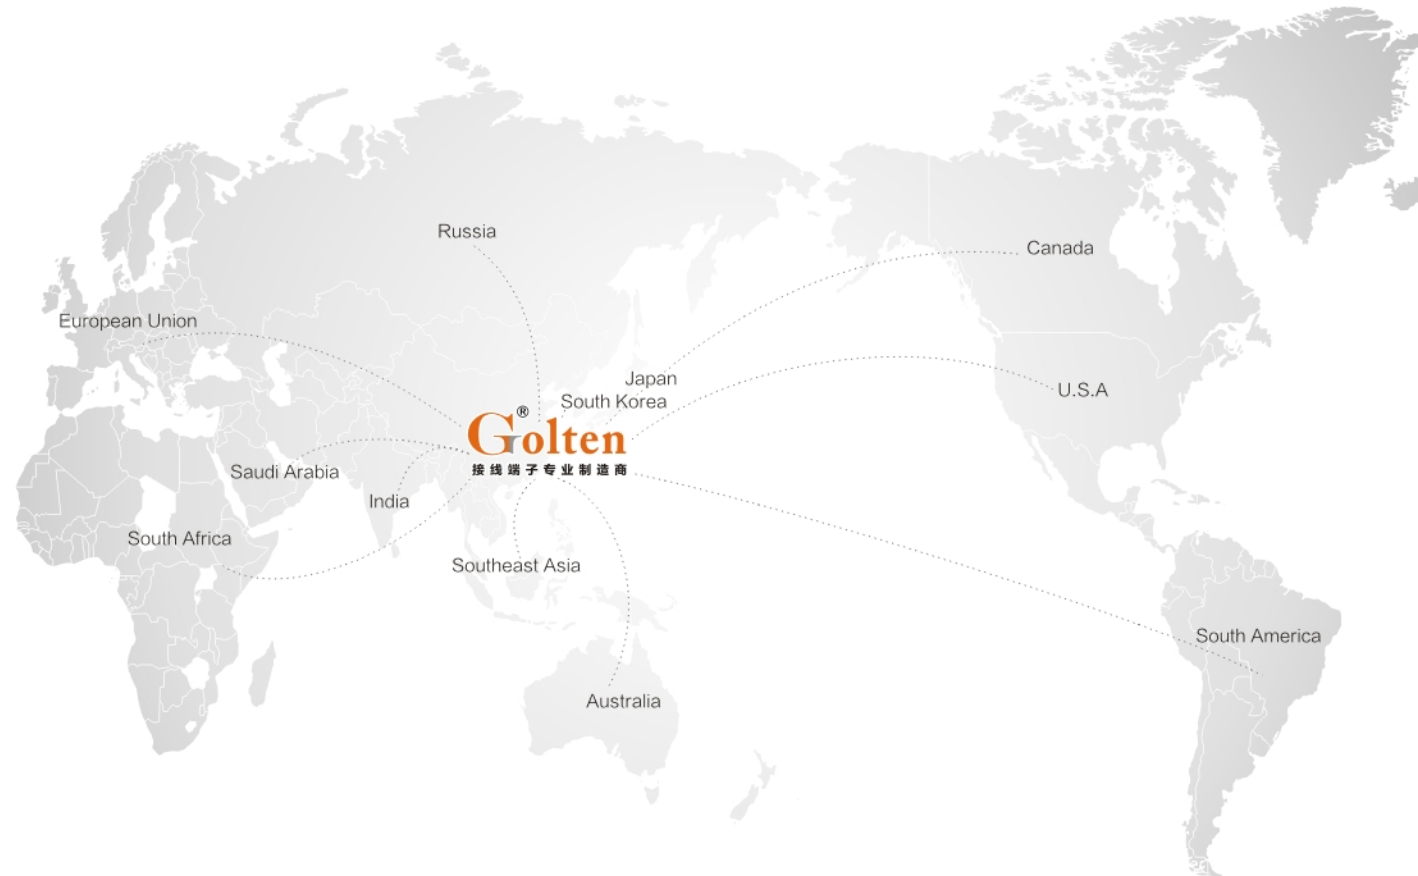 Russia
Canada
European Union
Japan
U.S.A
South Korea
Golten®
接线端子专业制造商
Saudi Arabia
India
South Africa
Southeast Asia
South America
Australia